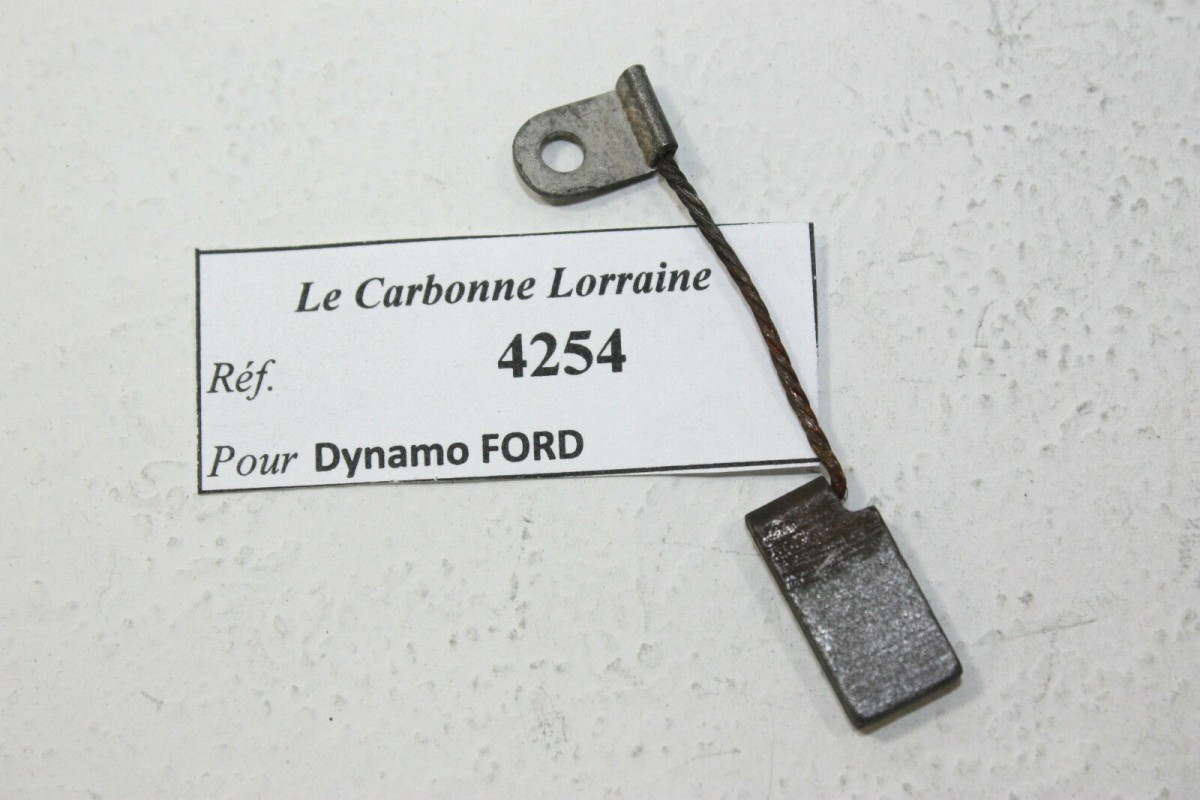 Le Carbonne Lorraine
Réf. 4254
Pour Dynamo FORD